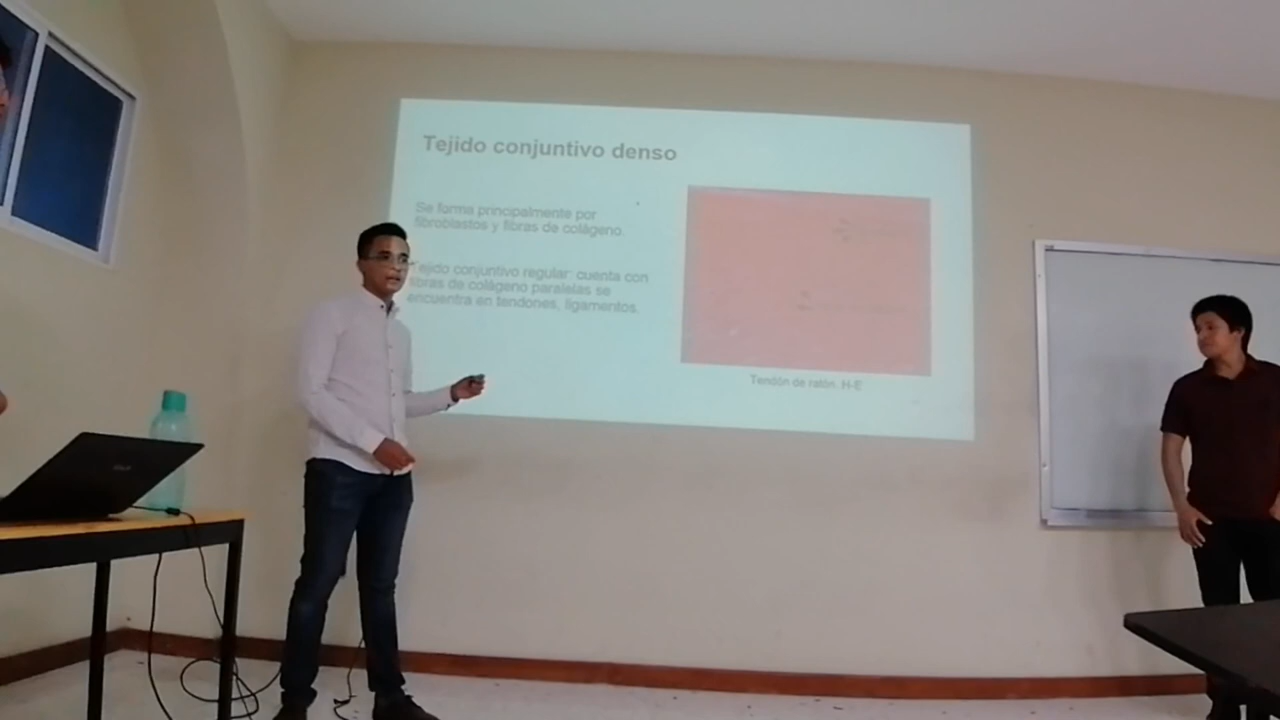 Tejido conjuntivo denso
Se forma principalmente por
fibroblastos y fibras de colágeno.
Tejido conjuntivo regular: cuenta con
fibras de colágeno paralelas se
encuentra en tendones, ligamentos.
Tendón de ratón. H-E